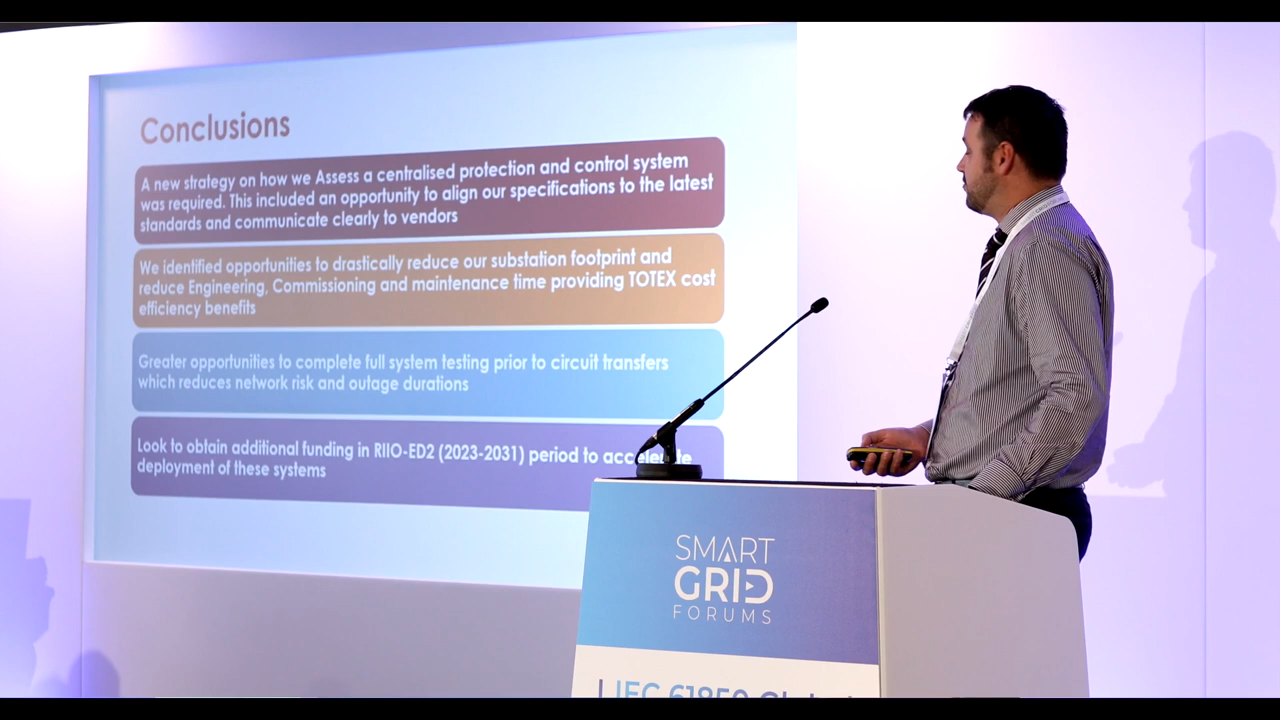 Conclusions
A new strategy on how we Assess a centralised protection and control system
was required. This included an opportunity to align our specifications to the latest
standards and communicate clearly to vendors
We identified opportunities to drastically reduce our substation footprint and
reduce Engineering, Commissioning and maintenance time providing TOTEX cost
efficiency benefits
Greater opportunities to complete full system testing prior to circuit transfers
which reduces network risk and outage durations
Look to obtain additional funding in RIIO-ED2 (2023-2031) period to accelerate
deployment of these systems
SMART
GRID
FORUMS
IEC 61850 Global